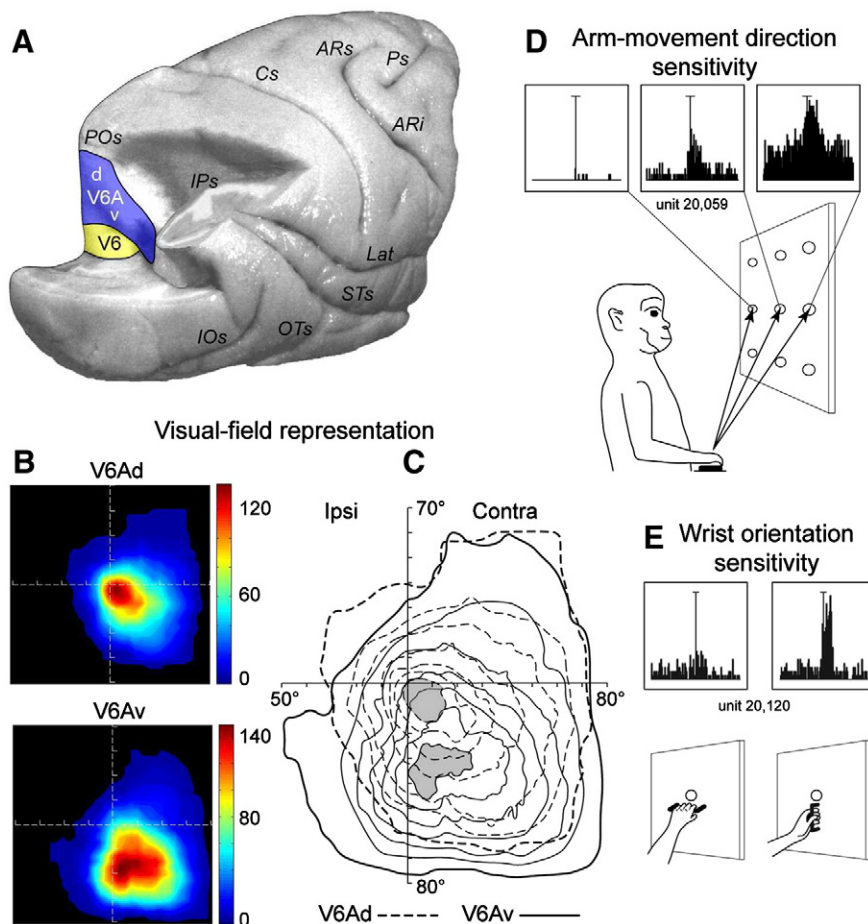 A
POs
Cs
ARs
Ps
ARi
d
V6A
v
V6
IPs
Lat
STs
IOs
OTs
D
Arm-movement direction
sensitivity
unit 20,059
Visual-field representation
B
V6Ad
120
60
0
V6Av
140
80
0
C
Ipsi
70°
Contra
50°
80°
80°
V6Ad
V6Av
E
Wrist orientation
sensitivity
unit 20,120